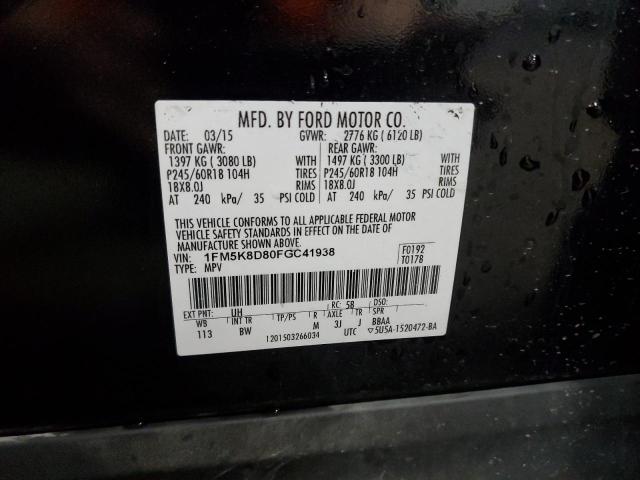 MFD. BY FORD MOTOR CO.
DATE: 03/15 GVWR: 2776 KG ( 6120 LB)
FRONT GAWR: REAR GAWR:
1397 KG ( 3080 LB) WITH 1497 KG ( 3300 LB) WITH
P245/60R18 104H TIRES P245/60R18 104H TIRES
18X8.0J RIMS 18X8.0J RIMS
AT 240 kPa/ 35 PSI COLD AT 240 kPa/ 35 PSI COLD
THIS VEHICLE CONFORMS TO ALL APPLICABLE FEDERAL MOTOR
VEHICLE SAFETY STANDARDS IN EFFECT ON THE DATE OF
MANUFACTURE SHOWN ABOVE.
VIN: 1FM5K8D80FGC41938 F0192
TYPE: MPV T0178
EXT PNT: UH RC: 58 DSO:
WB INT TR TP/PS R AXLE TR
113 BW M 3J J BBAA
1201503266034 UTC ▽5U5A-1520472-BA